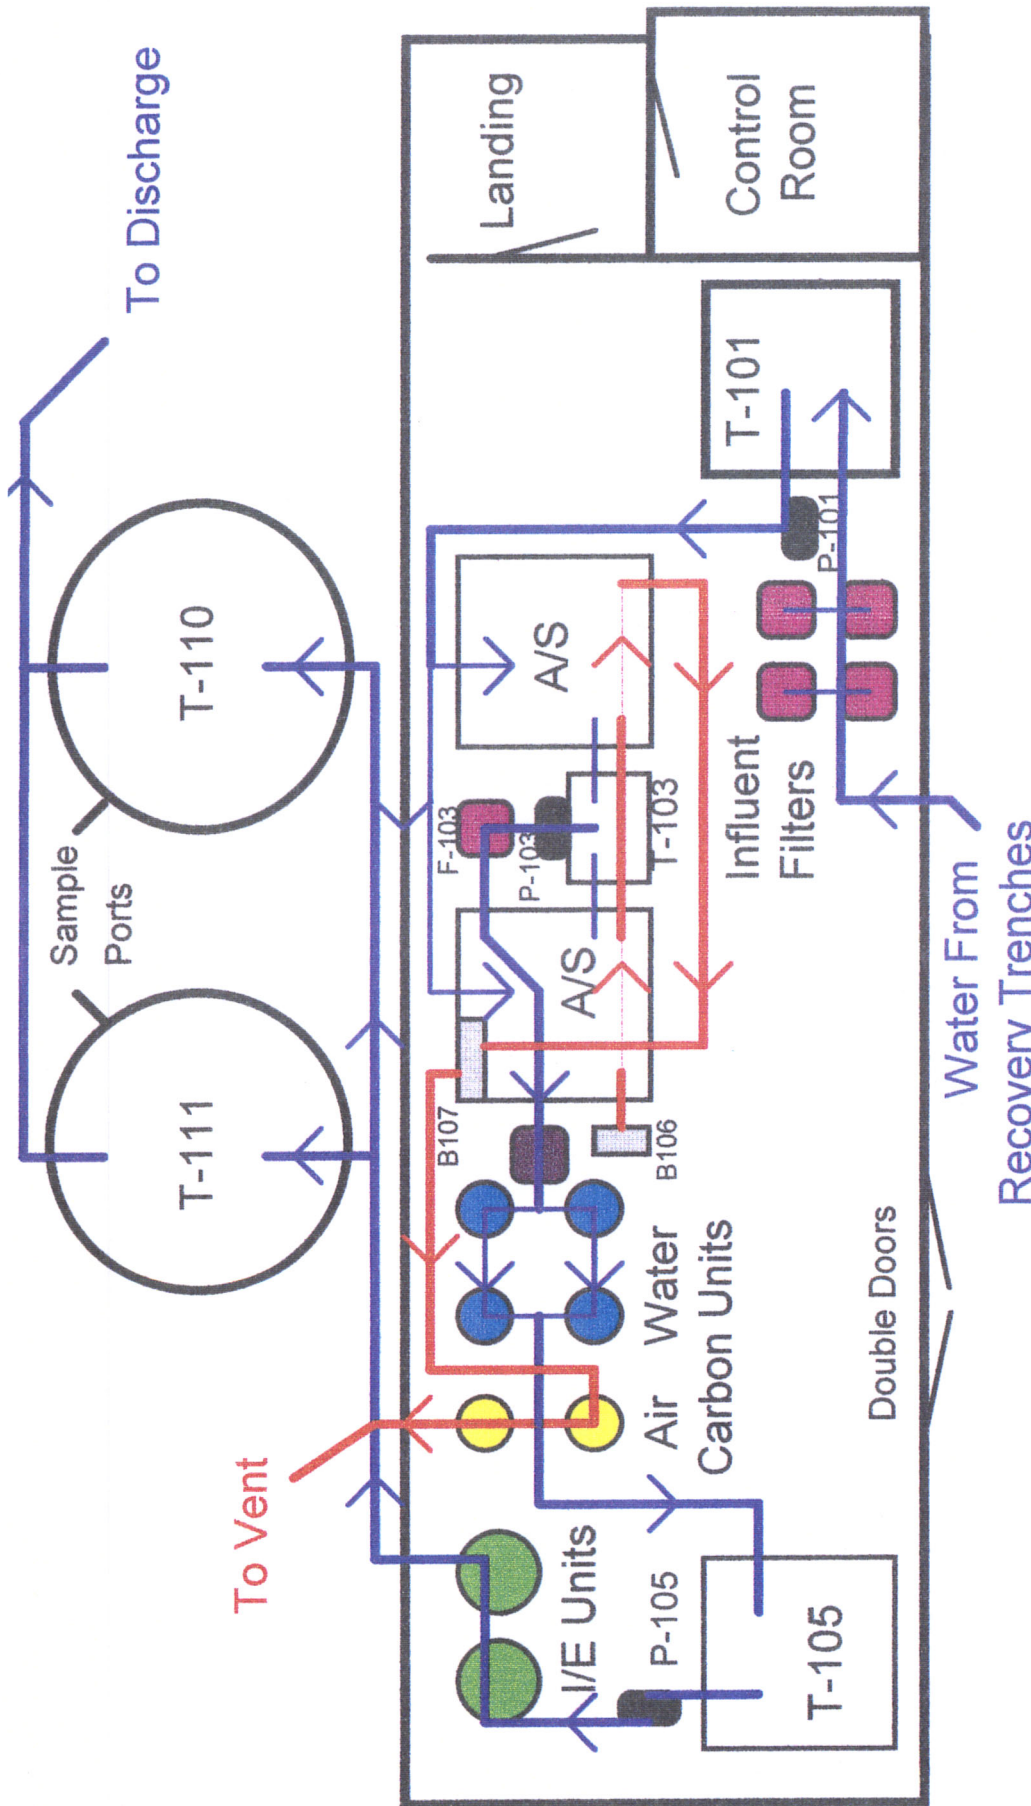 To Discharge
Sample
Ports
T-111
T-110
To Vent
Landing
Control
Room
I/E Units
P-105
T-105
Air
Water
Carbon Units
B107
B106
A/S
F-103
P-103
T-103
A/S
Influent
Filters
P-101
T-101
Double Doors
Water From
Recovery Trenches